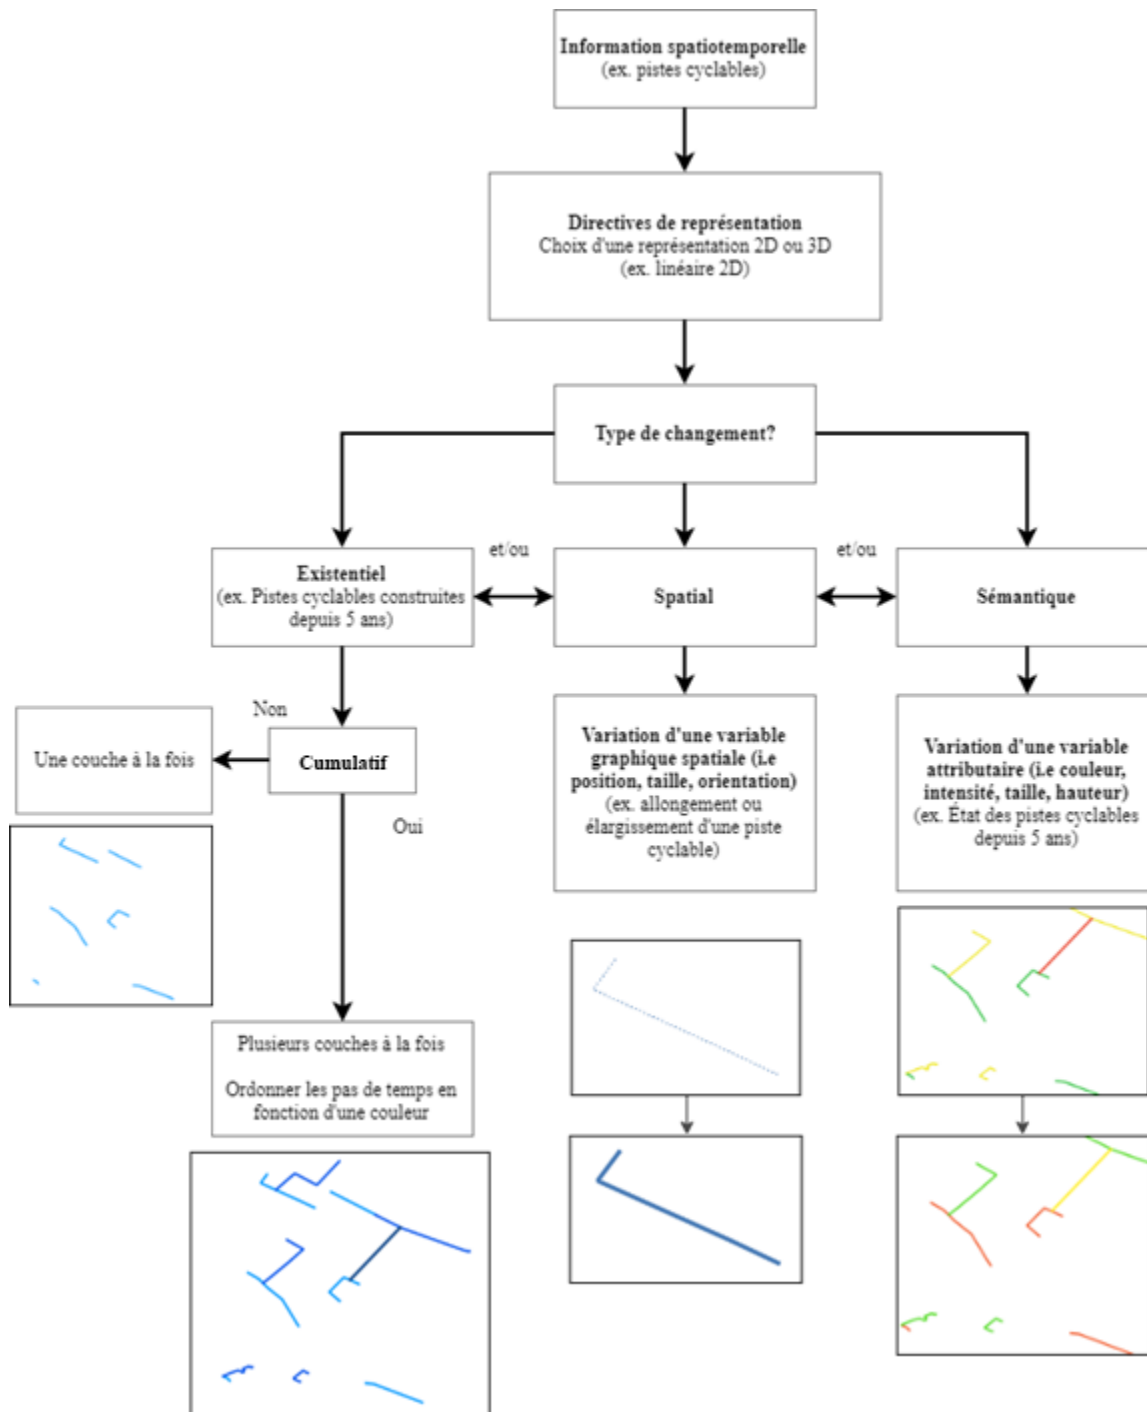 Information spatiotemporelle
(ex. pistes cyclables)
Directives de représentation
Choix d'une représentation 2D ou 3D
(ex. linéaire 2D)
Type de changement?
et/ou
et/ou
Existentiel
(ex. Pistes cyclables construites
depuis 5 ans)
Spatial
Sémantique
Non
Une couche à la fois
Cumulatif
Oui
Variation d'une variable
graphique spatiale (i.e
position, taille, orientation)
(ex. allongement ou
élargissement d'une piste
cyclable)
Variation d'une variable
attributaire (i.e couleur,
intensité, taille, hauteur)
(ex. État des pistes cyclables
depuis 5 ans)
Plusieurs couches à la fois
Ordonner les pas de temps en
fonction d'une couleur